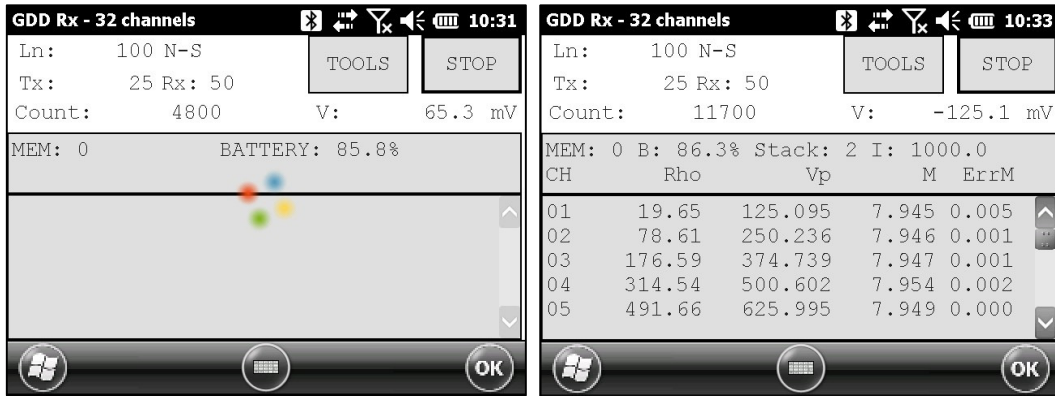 GDD Rx - 32 channels 10:31
Ln: 100 N-S
TOOLS STOP
Tx: 25 Rx: 50
Count: 4800 V: 65.3 mV
MEM: 0 BATTERY: 85.8%
OK
GDD Rx - 32 channels 10:33
Ln: 100 N-S
TOOLS STOP
Tx: 25 Rx: 50
Count: 11700 V: -125.1 mV
MEM: 0 B: 86.3% Stack: 2 I: 1000.0
CH Rho Vp M ErrM
01 19.65 125.095 7.945 0.005
02 78.61 250.236 7.946 0.001
03 176.59 374.739 7.947 0.001
04 314.54 500.602 7.954 0.002
05 491.66 625.995 7.949 0.000
OK